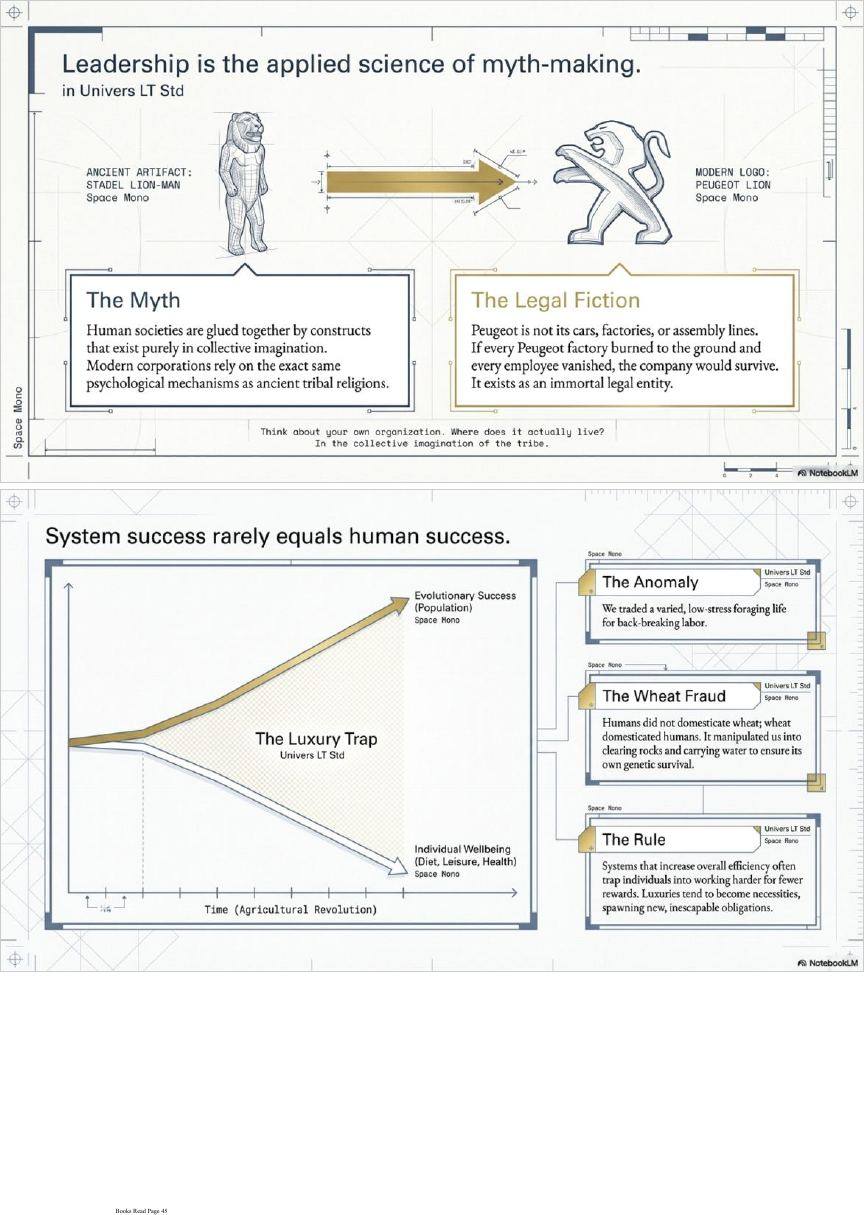 Leadership is the applied science of myth-making.
in Univers LT Std
ANCIENT ARTIFACT:
STADEL LION-MAN
Space Mono
MODERN LOGO:
PEUGEOT LION
Space Mono
The Myth
Human societies are glued together by constructs
that exist purely in collective imagination.
Modern corporations rely on the exact same
psychological mechanisms as ancient tribal religions.
The Legal Fiction
Peugeot is not its cars, factories, or assembly lines.
If every Peugeot factory burned to the ground and
every employee vanished, the company would survive.
It exists as an immortal legal entity.
Space Mono
Think about your own organization. Where does it actually live?
In the collective imagination of the tribe.
0 2 4
NotebookLM
System success rarely equals human success.
Evolutionary Success
(Population)
Space Mono
The Luxury Trap
Univers LT Std
Individual Wellbeing
(Diet, Leisure, Health)
Space Mono
Time (Agricultural Revolution)
Space Mono
The Anomaly
Univers LT Std
Space Mono
We traded a varied, low-stress foraging life
for back-breaking labor.
Space Mono
The Wheat Fraud
Univers LT Std
Space Mono
Humans did not domesticate wheat; wheat
domesticated humans. It manipulated us into
clearing rocks and carrying water to ensure its
own genetic survival.
Space Mono
The Rule
Univers LT Std
Space Mono
Systems that increase overall efficiency often
trap individuals into working harder for fewer
rewards. Luxuries tend to become necessities,
spawning new, inescapable obligations.
NotebookLM
Books Read Page 45